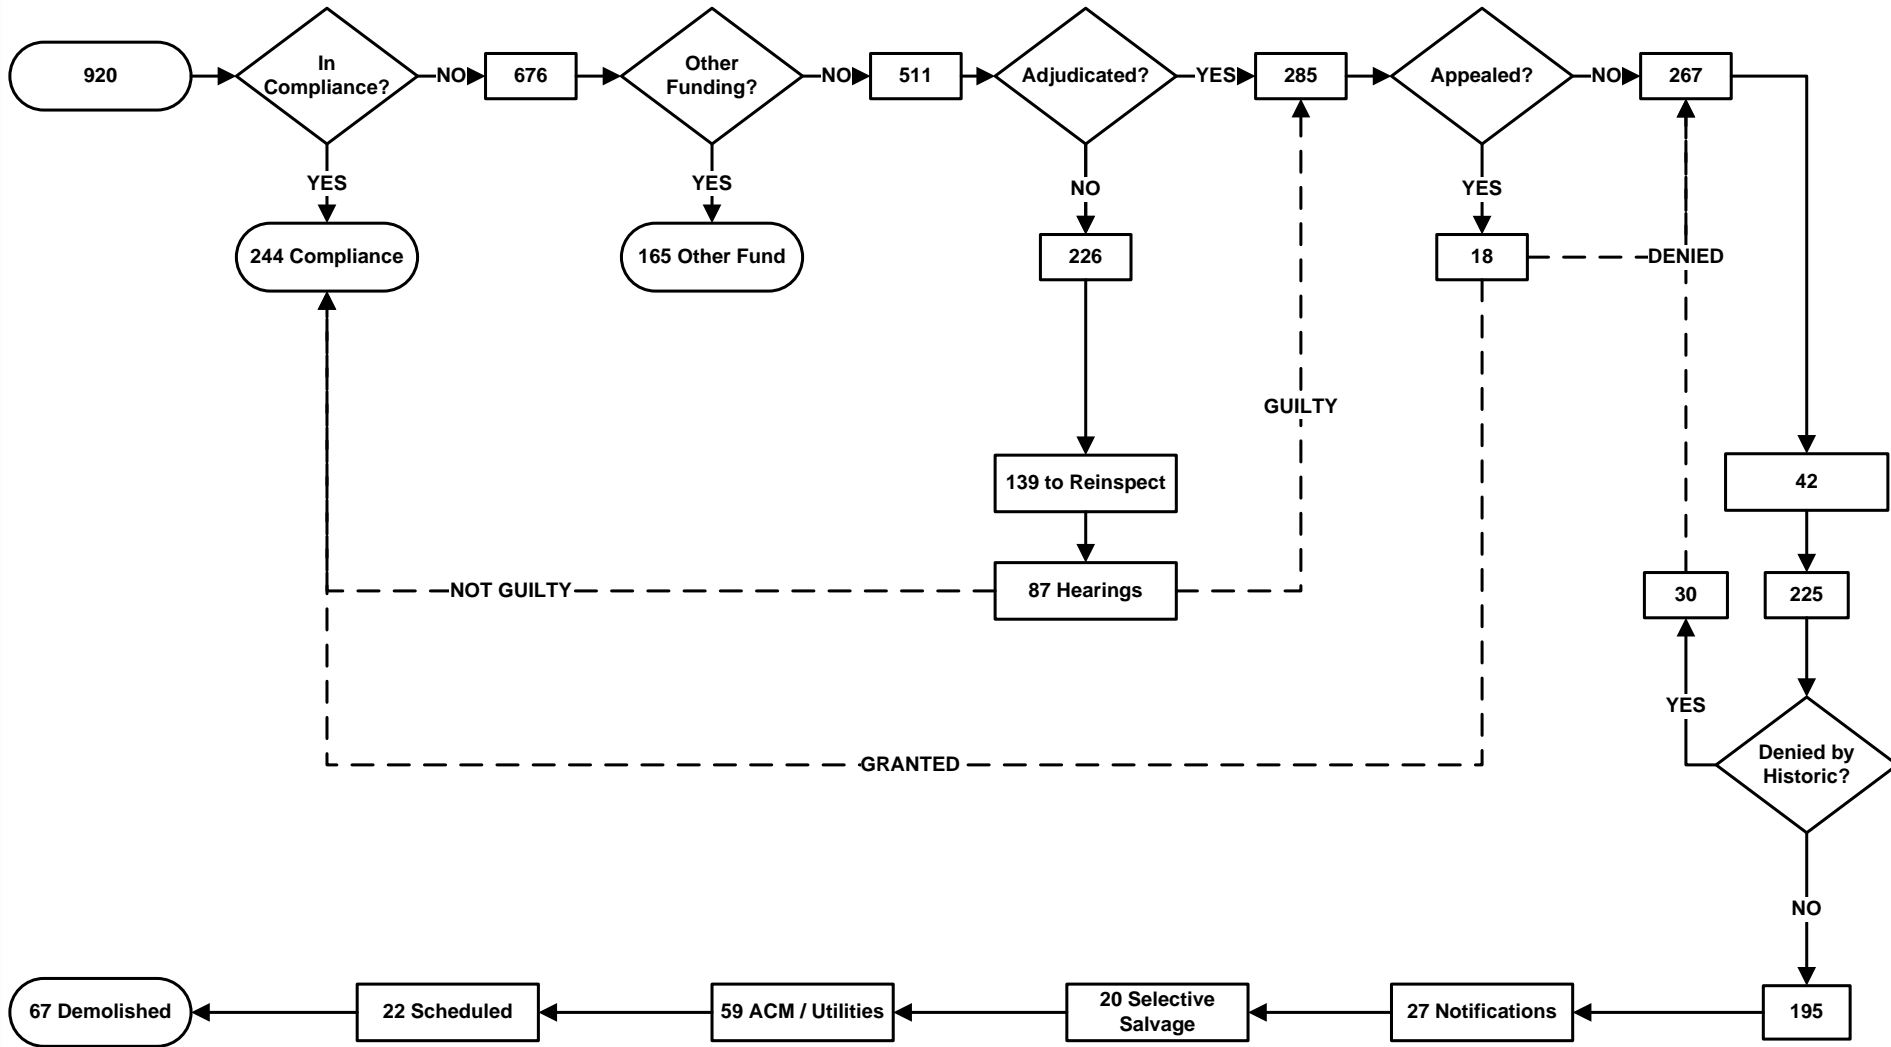 920
In
Compliance?
NO
676
Other
Funding?
NO
511
Adjudicated?
YES
285
Appealed?
NO
267
YES
YES
NO
YES
244 Compliance
165 Other Fund
226
18
DENIED
GUILTY
139 to Reinspect
42
NOT GUILTY
87 Hearings
30
225
YES
GRANTED
Denied by
Historic?
NO
67 Demolished
22 Scheduled
59 ACM / Utilities
20 Selective
Salvage
27 Notifications
195